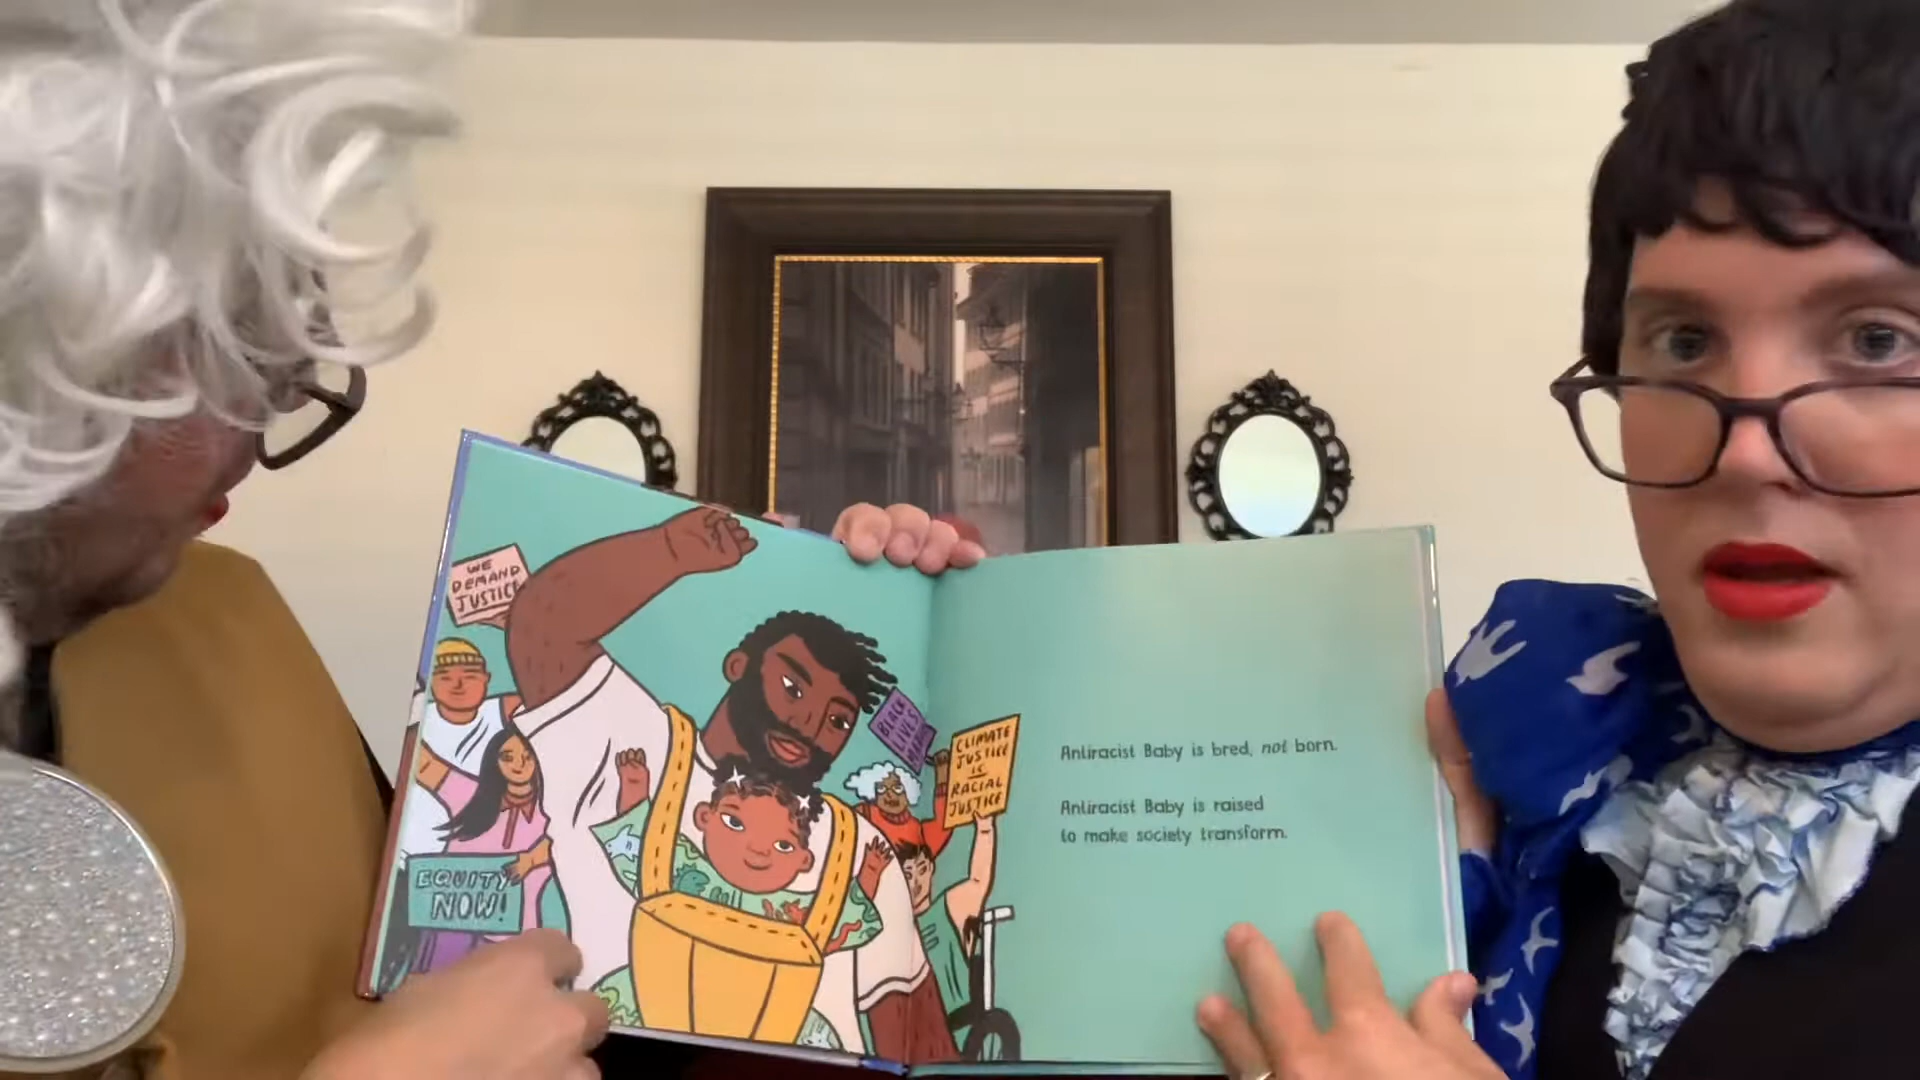 WE
DEMAND
JUSTICE
BLACK
LIVES
CLIMATE
JUSTICE
IS
RACIAL
JUSTICE
EQUITY
NOW!
Antiracist Baby is bred, not born.
Antiracist Baby is raised
to make society transform.